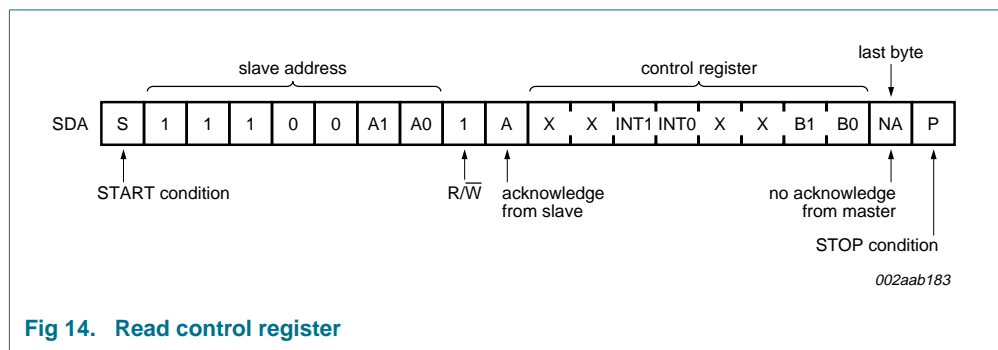 last byte
slave address control register
SDA S 1 1 1 0 0 A1 A0 1 A X X INT1 INT0 X X B1 B0 NA P
START condition R/W̅ acknowledge from slave no acknowledge from master
STOP condition
002aab183
Fig 14. Read control register